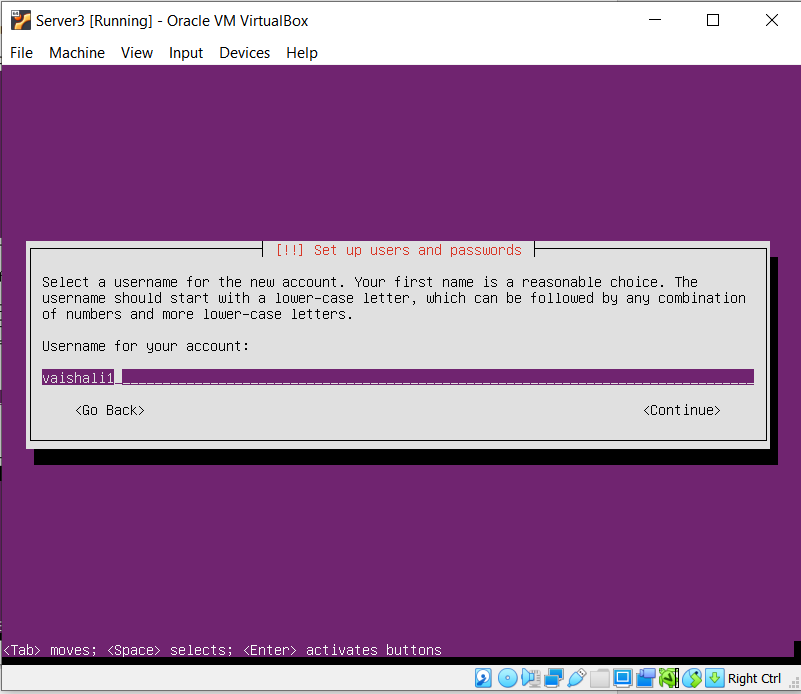 Server3 [Running] - Oracle VM VirtualBox
File Machine View Input Devices Help
[!!] Set up users and passwords
Select a username for the new account. Your first name is a reasonable choice. The
username should start with a lower-case letter, which can be followed by any combination
of numbers and more lower-case letters.
Username for your account:
vaishali1
<Go Back> <Continue>
<Tab> moves; <Space> selects; <Enter> activates buttons
Right Ctrl